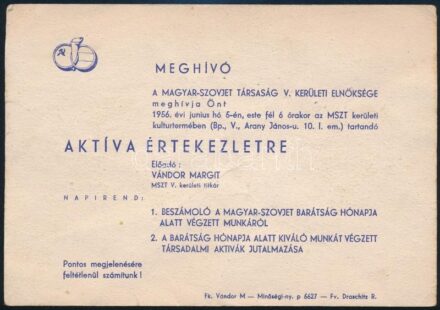 MEGHÍVÓ
A MAGYAR-SZOVJET TÁRSASÁG V. KERÜLETI ELNÖKSÉGE
meghívja Önt
1956. évi junius hó 5-én, este fél 6 órakor az MSZT kerületi
kulturtermében (Bp., V., Arany János-u. 10. I. em.) tartandó
AKTÍVA ÉRTEKEZLETRE
Előadó :
VÁNDOR MARGIT
MSZT V. kerületi titkár
NAPIREND:
1. BESZÁMOLÓ A MAGYAR-SZOVJET BARÁTSÁG HÓNAPJA
ALATT VÉGZETT MUNKÁRÓL
2. A BARÁTSÁG HÓNAPJA ALATT KIVÁLÓ MUNKÁT VÉGZETT
TÁRSADALMI AKTIVÁK JUTALMAZÁSA
Pontos megjelenésére
feltétlenül számítunk !
Fk. Vándor M — Minőségi-ny. p 6627 — Fv. Draschitz R.